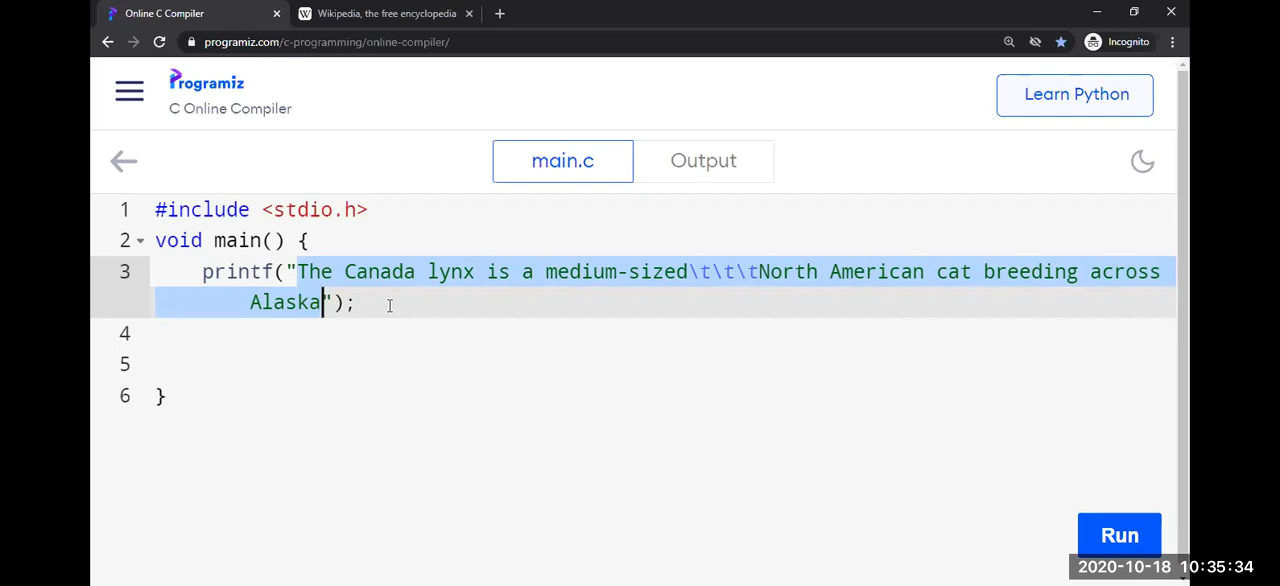 Online C Compiler
Wikipedia, the free encyclopedia
programiz.com/c-programming/online-compiler/
Incognito
Programiz
C Online Compiler
Learn Python
main.c
Output
1 #include <stdio.h>
2 void main() {
3 printf("The Canada lynx is a medium-sized\t\t\tNorth American cat breeding across
Alaska");
4
5
6 }
Run
2020-10-18 10:35:34